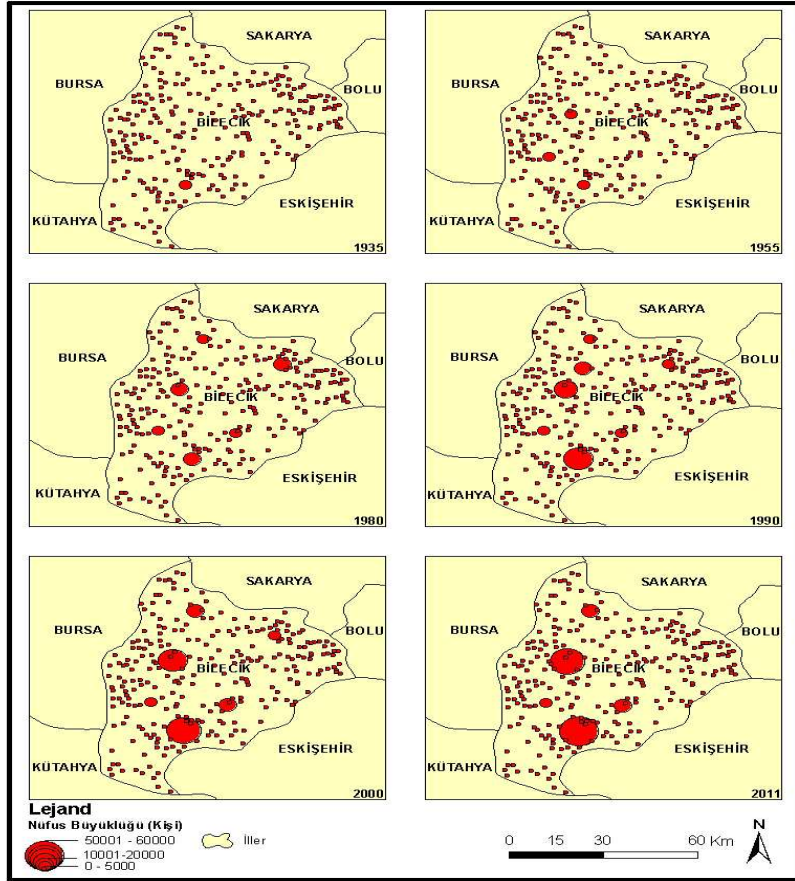 SAKARYA
BOLU
BURSA
BİLECİK
ESKİŞEHİR
KÜTAHYA
1935
SAKARYA
BOLU
BURSA
BİLECİK
ESKİŞEHİR
KÜTAHYA
1955
SAKARYA
BOLU
BURSA
BİLECİK
ESKİŞEHİR
KÜTAHYA
1980
SAKARYA
BOLU
BURSA
BİLECİK
ESKİŞEHİR
KÜTAHYA
1990
SAKARYA
BOLU
BURSA
BİLECİK
ESKİŞEHİR
KÜTAHYA
2000
SAKARYA
BOLU
BURSA
BİLECİK
ESKİŞEHİR
KÜTAHYA
2011
Lejand
Nüfus Büyüklüğü (Kişi)
50001 - 60000
10001-20000
0 - 5000
İller
0 15 30 60 Km
N